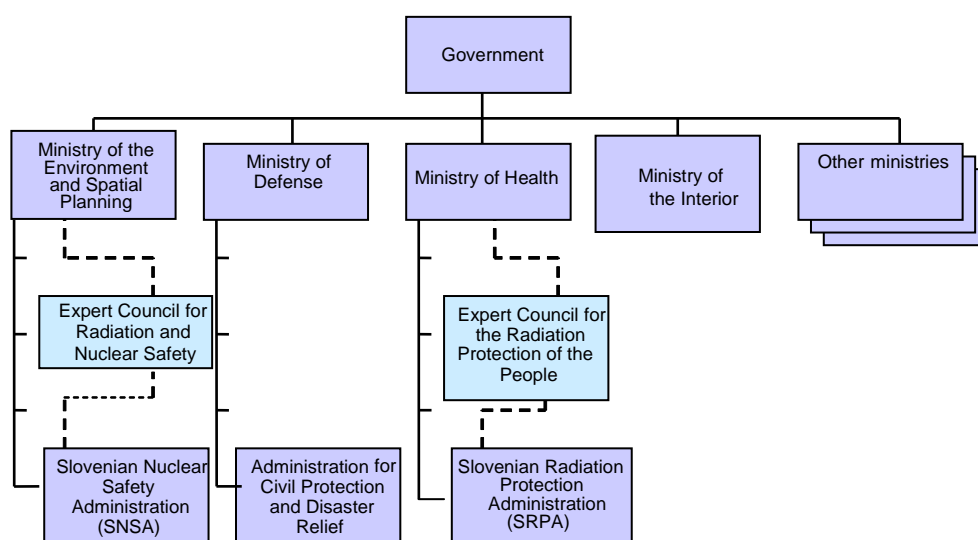 Government
Ministry of the
Environment
and Spatial
Planning
Ministry of
Defense
Ministry of Health
Ministry of
the Interior
Other ministries
Expert Council for
Radiation and
Nuclear Safety
Expert Council for
the Radiation
Protection of the
People
Slovenian Nuclear
Safety
Administration
(SNSA)
Administration for
Civil Protection
and Disaster
Relief
Slovenian Radiation
Protection
Administration
(SRPA)